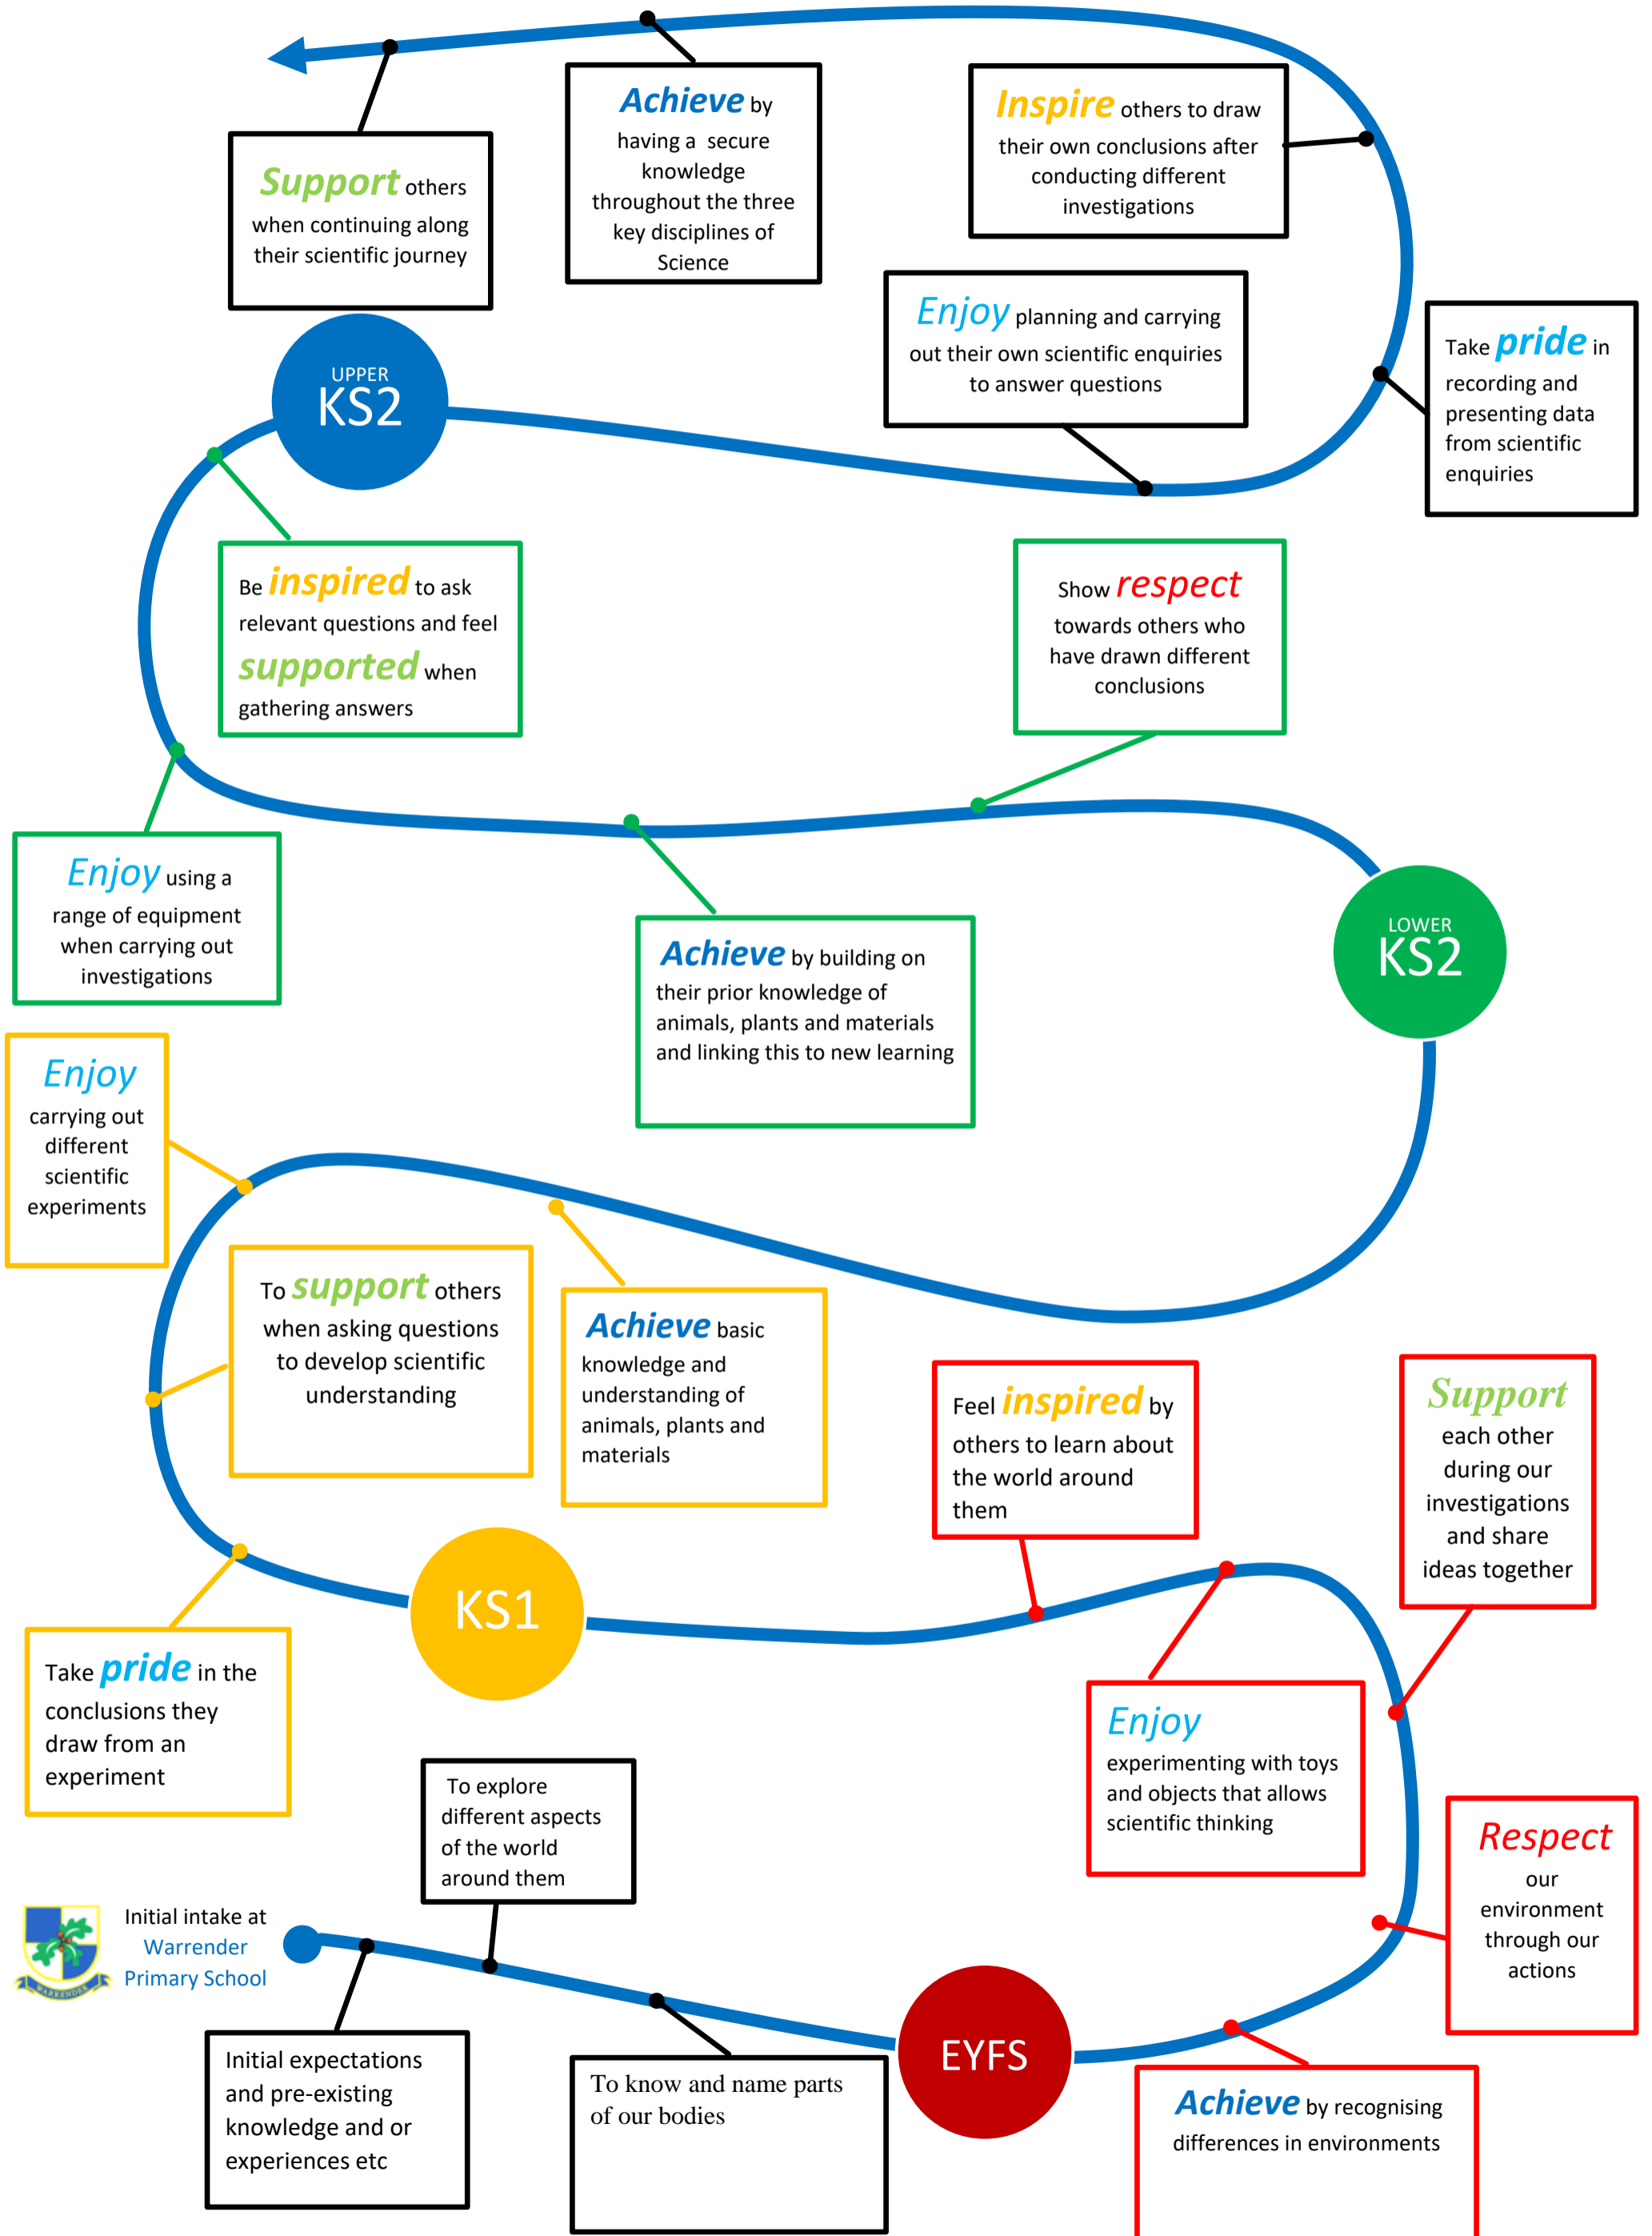 Support others
when continuing along
their scientific journey
Achieve by
having a secure
knowledge
throughout the three
key disciplines of
Science
Inspire others to draw
their own conclusions after
conducting different
investigations
Enjoy planning and carrying
out their own scientific enquiries
to answer questions
Take pride in
recording and
presenting data
from scientific
enquiries
UPPER
KS2
Be inspired to ask
relevant questions and feel
supported when
gathering answers
Show respect
towards others who
have drawn different
conclusions
Enjoy using a
range of equipment
when carrying out
investigations
Achieve by building on
their prior knowledge of
animals, plants and materials
and linking this to new learning
LOWER
KS2
Enjoy
carrying out
different
scientific
experiments
To support others
when asking questions
to develop scientific
understanding
Achieve basic
knowledge and
understanding of
animals, plants and
materials
Feel inspired by
others to learn about
the world around
them
Support
each other
during our
investigations
and share
ideas together
KS1
Take pride in the
conclusions they
draw from an
experiment
Enjoy
experimenting with toys
and objects that allows
scientific thinking
To explore
different aspects
of the world
around them
Respect
our
environment
through our
actions
WARRENDER
Initial intake at
Warrender
Primary School
EYFS
Initial expectations
and pre-existing
knowledge and or
experiences etc
To know and name parts
of our bodies
Achieve by recognising
differences in environments